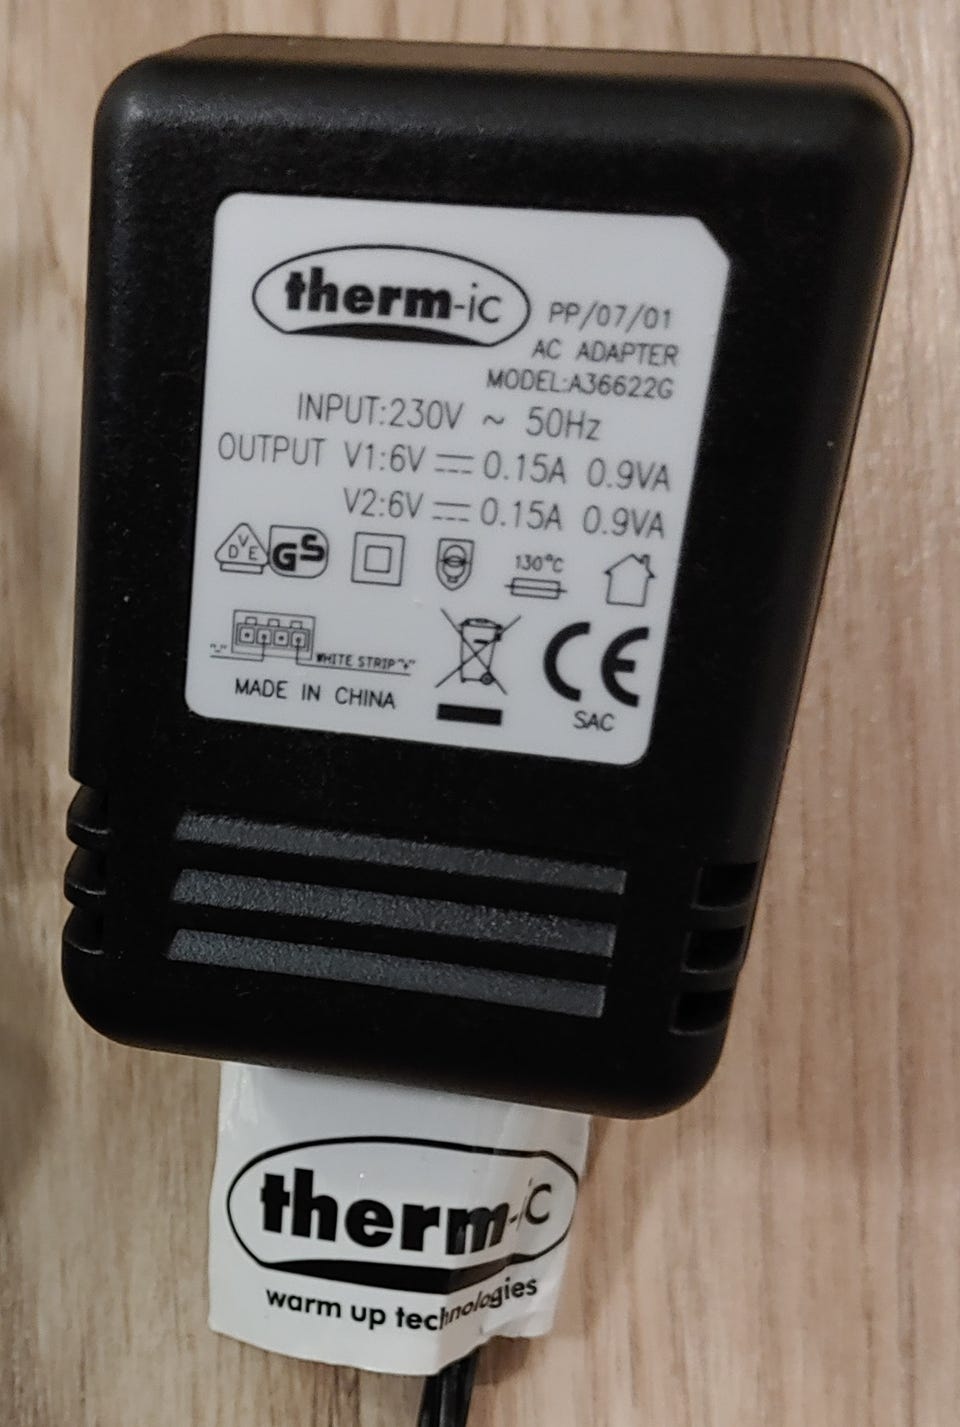 therm-ic
PP/07/01
AC ADAPTER
MODEL:A36622G
INPUT:230V ~ 50Hz
OUTPUT V1:6V ⎓ 0.15A 0.9VA
V2:6V ⎓ 0.15A 0.9VA
DVE GS 130°C
"-" WHITE STRIP"+"
MADE IN CHINA
CE
SAC
therm-ic
warm up technologies